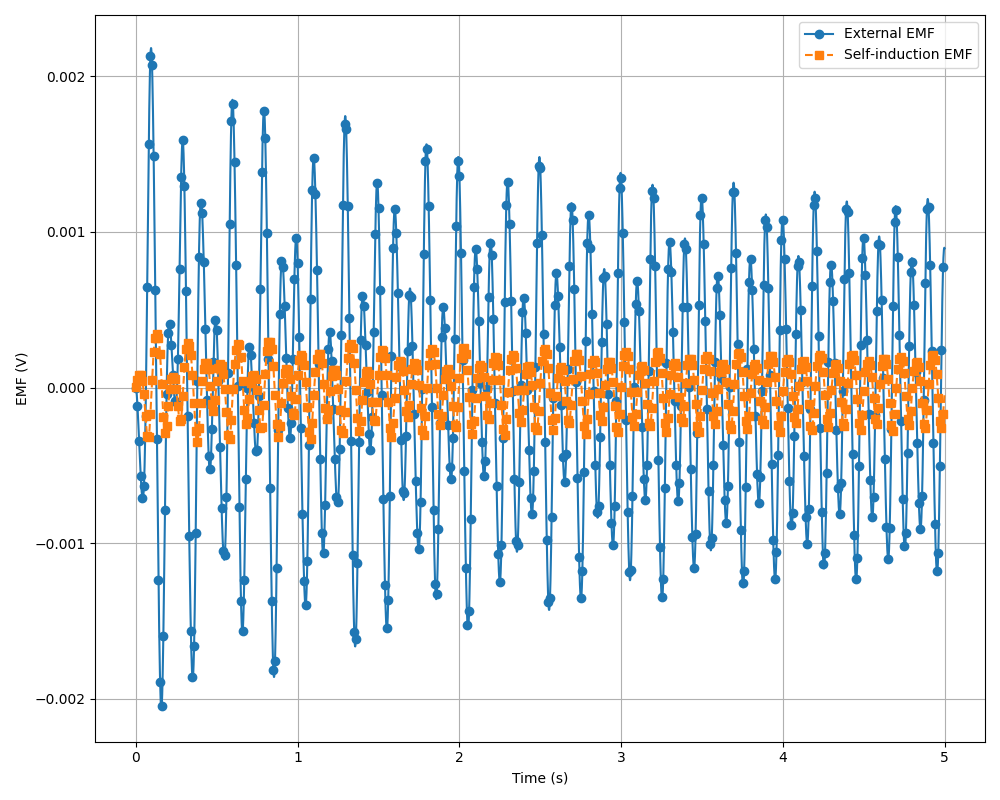 External EMF
Self-induction EMF
EMF (V)
0.002
0.001
0.000
−0.001
−0.002
0
1
2
3
4
5
Time (s)